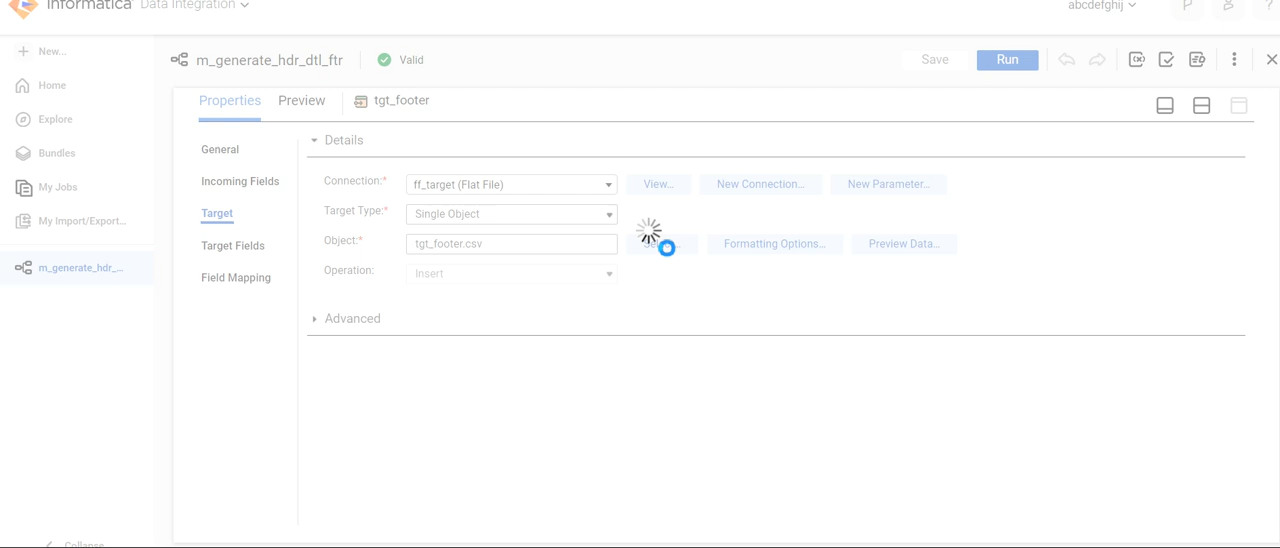 Informatica Data Integration abcdefghij
New...
Home
Explore
Bundles
My Jobs
My Import/Export...
m_generate_hdr_...
Collapse
m_generate_hdr_dtl_ftr Valid Save Run
Properties Preview tgt_footer
General
Incoming Fields
Target
Target Fields
Field Mapping
Details
Connection:* ff_target (Flat File) View... New Connection... New Parameter...
Target Type:* Single Object
Object:* tgt_footer.csv Formatting Options... Preview Data...
Operation: Insert
Advanced